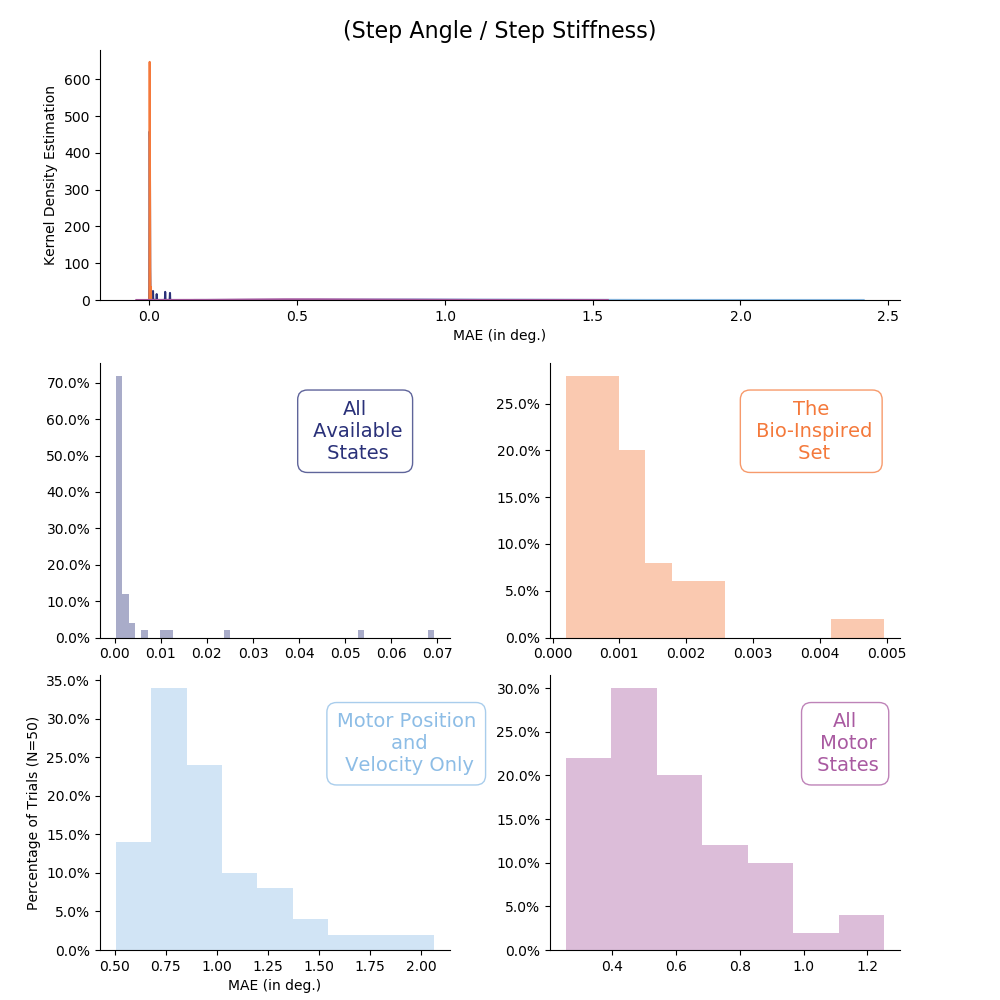 (Step Angle / Step Stiffness)
Kernel Density Estimation
600
500
400
300
200
100
0
0.0 0.5 1.0 1.5 2.0 2.5
MAE (in deg.)
70.0%
60.0%
50.0%
40.0%
30.0%
20.0%
10.0%
0.0%
All
Available
States
0.00 0.01 0.02 0.03 0.04 0.05 0.06 0.07
25.0%
20.0%
15.0%
10.0%
5.0%
0.0%
The
Bio-Inspired
Set
0.000 0.001 0.002 0.003 0.004 0.005
Percentage of Trials (N=50)
35.0%
30.0%
25.0%
20.0%
15.0%
10.0%
5.0%
0.0%
Motor Position
and
Velocity Only
0.50 0.75 1.00 1.25 1.50 1.75 2.00
MAE (in deg.)
30.0%
25.0%
20.0%
15.0%
10.0%
5.0%
0.0%
All
Motor
States
0.4 0.6 0.8 1.0 1.2